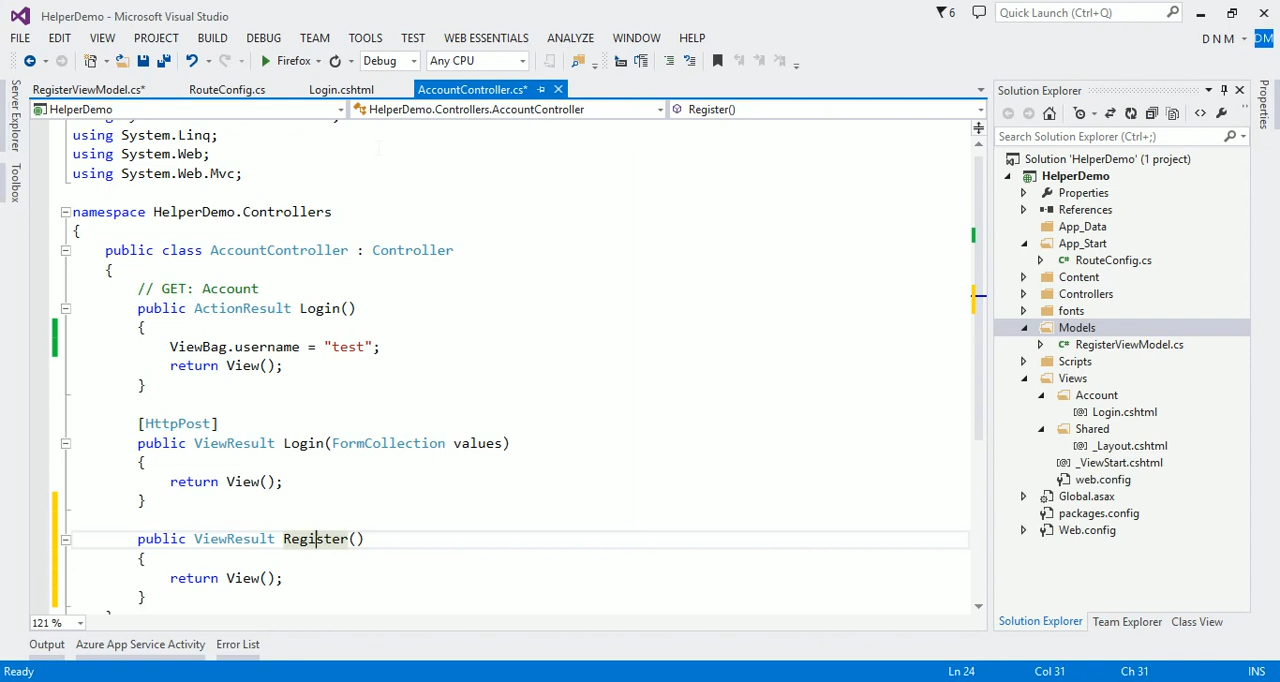 HelperDemo - Microsoft Visual Studio
6
Quick Launch (Ctrl+Q)
FILE EDIT VIEW PROJECT BUILD DEBUG TEAM TOOLS TEST WEB ESSENTIALS ANALYZE WINDOW HELP
D N M
DM
Firefox Debug Any CPU
RegisterViewModel.cs* RouteConfig.cs Login.cshtml AccountController.cs*
HelperDemo HelperDemo.Controllers.AccountController Register()
Server Explorer
Toolbox
using System.Linq;
using System.Web;
using System.Web.Mvc;
namespace HelperDemo.Controllers
{
public class AccountController : Controller
{
// GET: Account
public ActionResult Login()
{
ViewBag.username = "test";
return View();
}
[HttpPost]
public ViewResult Login(FormCollection values)
{
return View();
}
public ViewResult Register()
{
return View();
}
121 %
Solution Explorer
Search Solution Explorer (Ctrl+;)
Solution 'HelperDemo' (1 project)
HelperDemo
Properties
References
App_Data
App_Start
RouteConfig.cs
Content
Controllers
fonts
Models
RegisterViewModel.cs
Scripts
Views
Account
Login.cshtml
Shared
_Layout.cshtml
_ViewStart.cshtml
web.config
Global.asax
packages.config
Web.config
Solution Explorer Team Explorer Class View
Properties
Output Azure App Service Activity Error List
Ready Ln 24 Col 31 Ch 31 INS